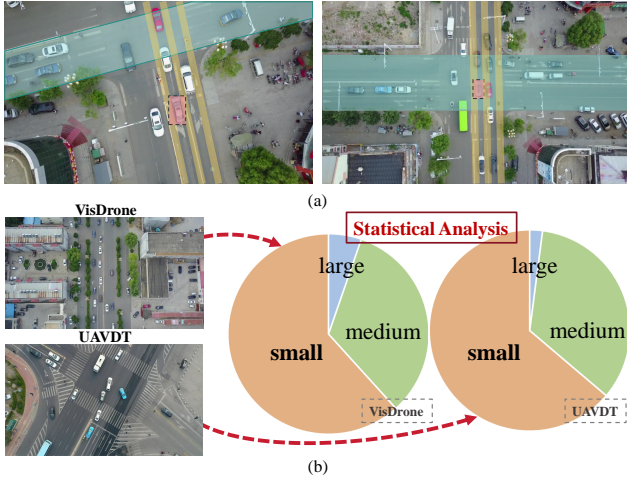 (a)
VisDrone
Statistical Analysis
large
large
medium
medium
small
small
UAVDT
VisDrone
UAVDT
(b)